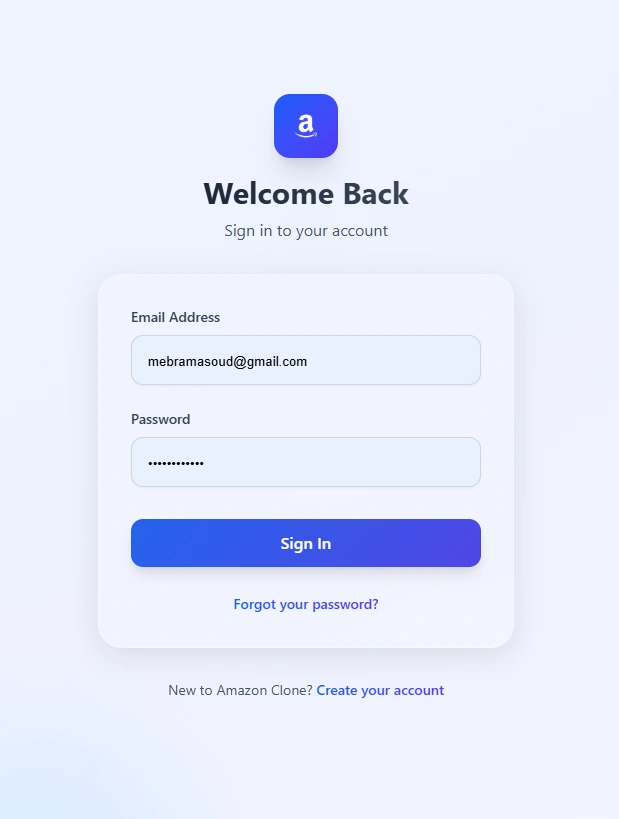 a
Welcome Back
Sign in to your account
Email Address
mebramasoud@gmail.com
Password
••••••••••••
Sign In
Forgot your password?
New to Amazon Clone? Create your account